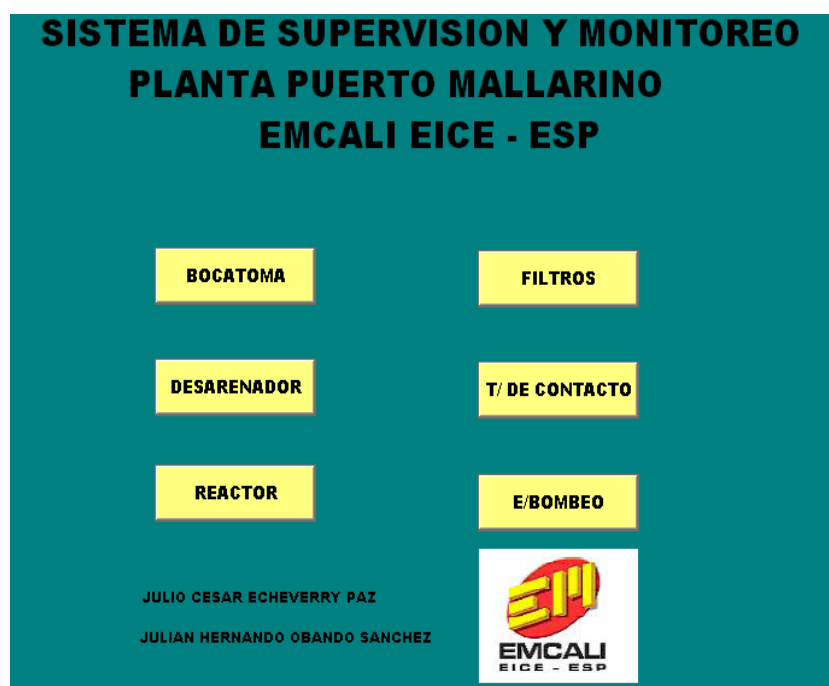 SISTEMA DE SUPERVISION Y MONITOREO
PLANTA PUERTO MALLARINO
EMCALI EICE - ESP
BOCATOMA
FILTROS
DESARENADOR
T/ DE CONTACTO
REACTOR
E/BOMBEO
JULIO CESAR ECHEVERRY PAZ
JULIAN HERNANDO OBANDO SANCHEZ
EM
EMCALI
EICE - ESP